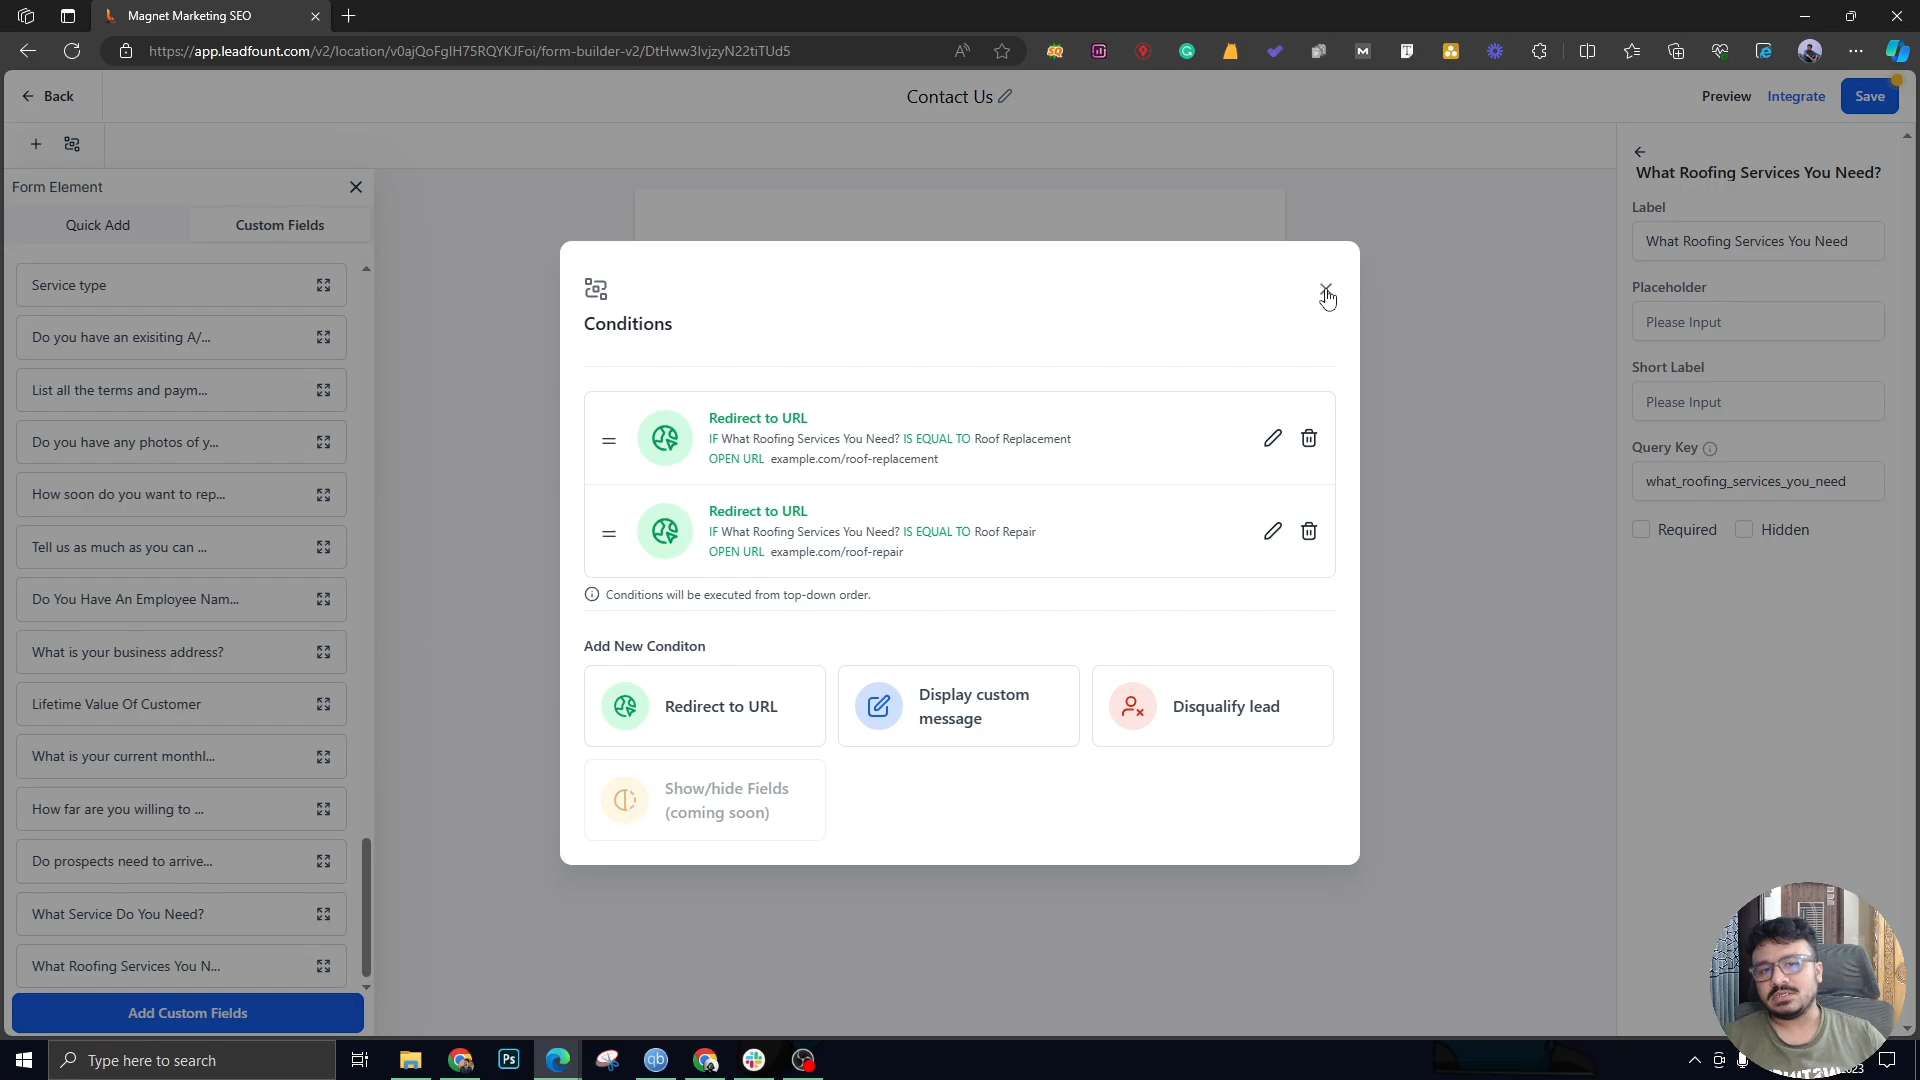 Magnet Marketing SEO
https://app.leadfount.com/v2/location/v0ajQoFgIH75RQYKJFoi/form-builder-v2/DtHww3lvjzyN22tiTUd5
Back
Contact Us
Preview
Integrate
Save
Form Element
Quick Add
Custom Fields
Service type
Do you have an exisiting A/...
List all the terms and paym...
Do you have any photos of y...
How soon do you want to rep...
Tell us as much as you can ...
Do You Have An Employee Nam...
What is your business address?
Lifetime Value Of Customer
What is your current monthl...
How far are you willing to ...
Do prospects need to arrive...
What Service Do You Need?
What Roofing Services You N...
Add Custom Fields
Conditions
Redirect to URL
IF What Roofing Services You Need? IS EQUAL TO Roof Replacement
OPEN URL example.com/roof-replacement
Redirect to URL
IF What Roofing Services You Need? IS EQUAL TO Roof Repair
OPEN URL example.com/roof-repair
Conditions will be executed from top-down order.
Add New Conditon
Redirect to URL
Display custom
message
Disqualify lead
Show/hide Fields
(coming soon)
What Roofing Services You Need?
Label
What Roofing Services You Need
Placeholder
Please Input
Short Label
Please Input
Query Key
what_roofing_services_you_need
Required
Hidden
Type here to search
Ps
qb